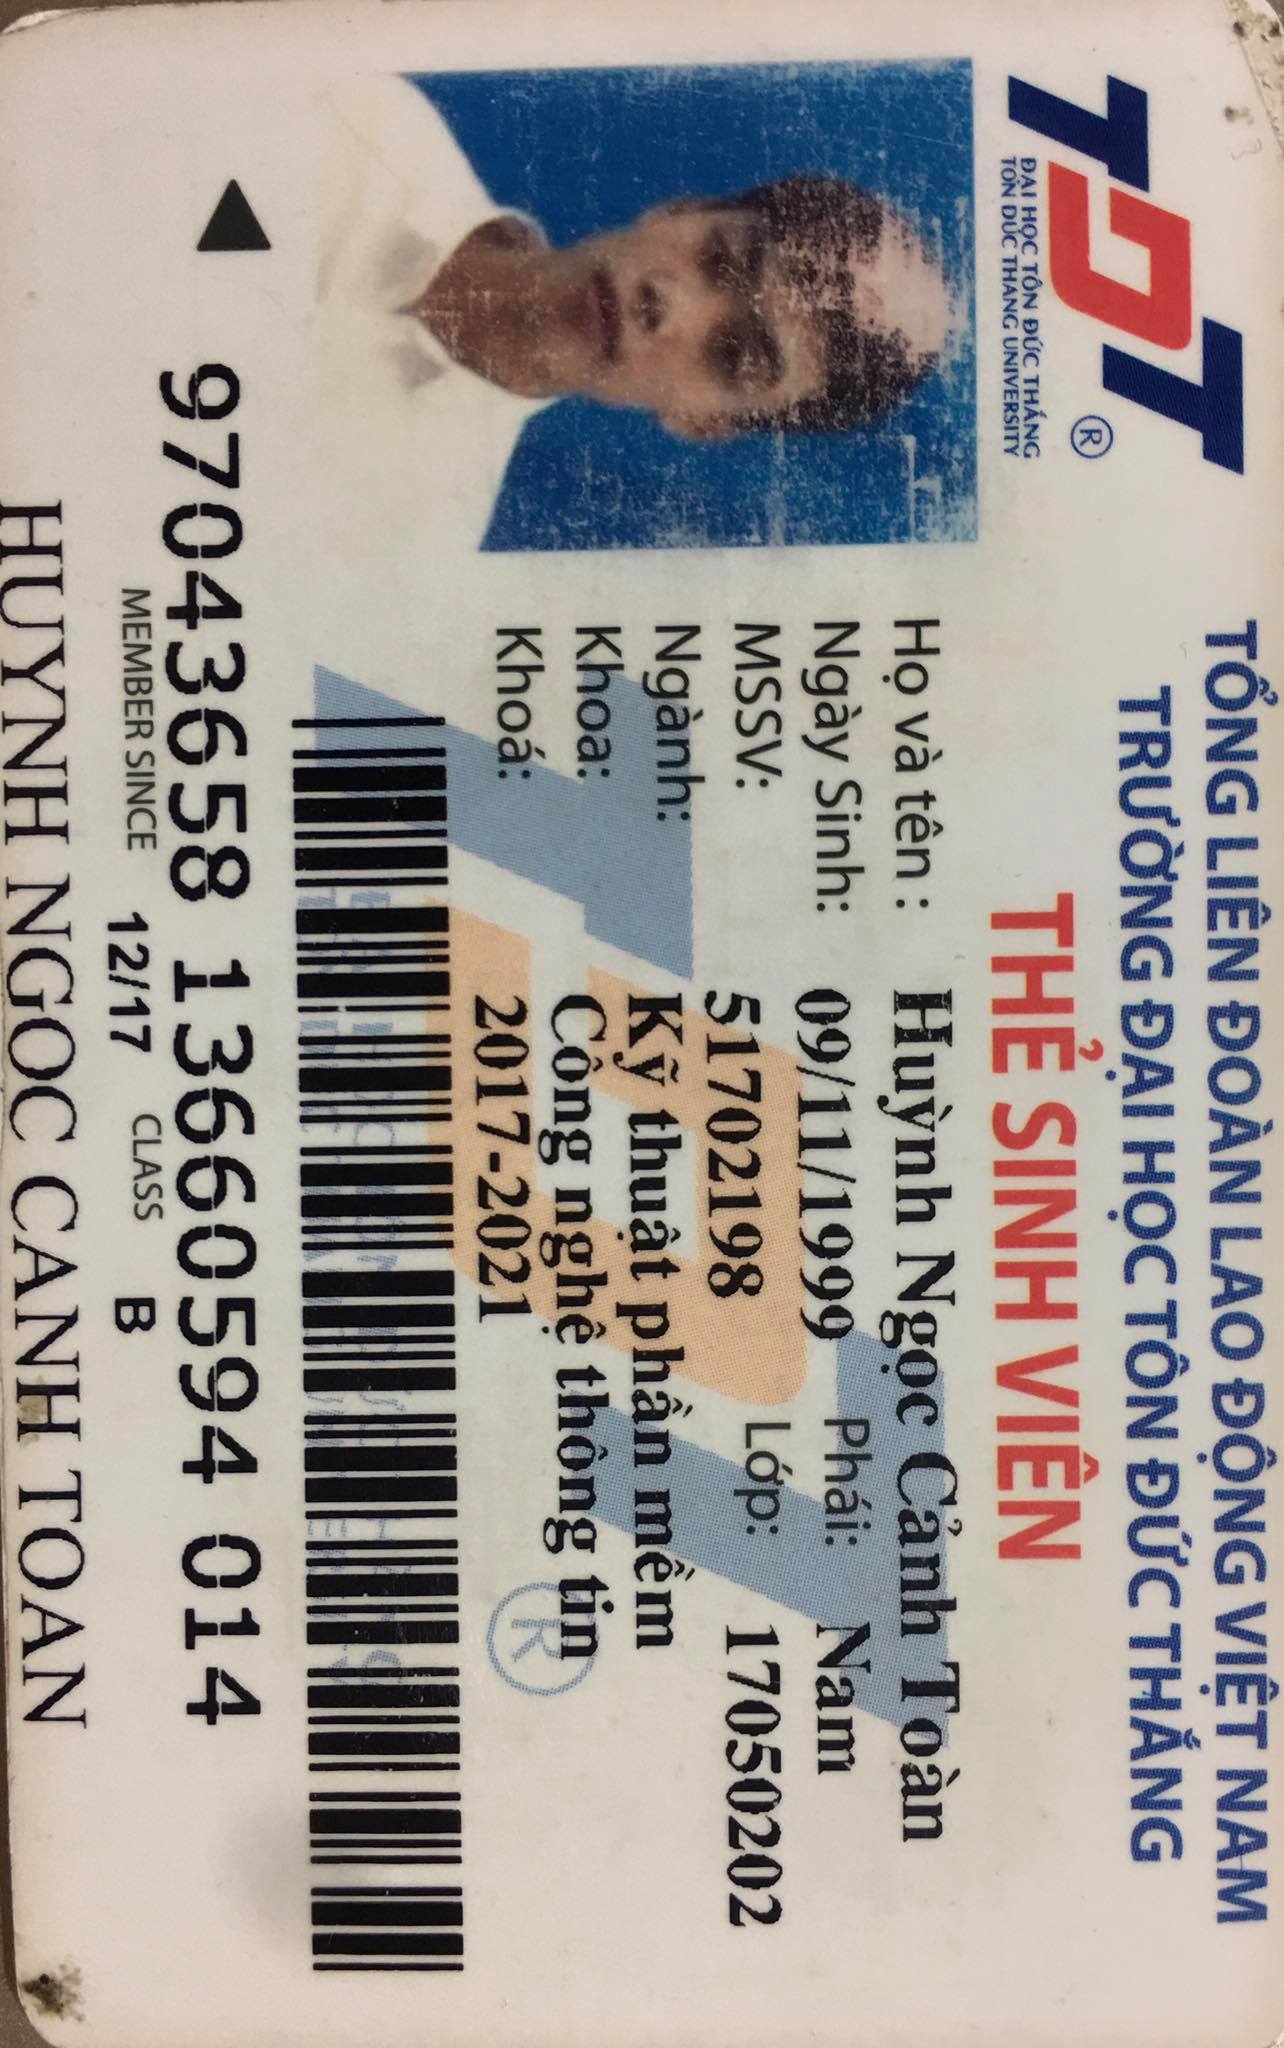 TDT®
ĐẠI HỌC TÔN ĐỨC THẮNG
TON DUC THANG UNIVERSITY
TỔNG LIÊN ĐOÀN LAO ĐỘNG VIỆT NAM
TRƯỜNG ĐẠI HỌC TÔN ĐỨC THẮNG
THẺ SINH VIÊN
Họ và tên : Huỳnh Ngọc Cảnh Toàn
Ngày Sinh: 09/11/1999 Phái: Nam
MSSV: 51702198 Lớp: 17050202
Ngành: Kỹ thuật phần mềm
Khoa: Công nghệ thông tin
Khoá: 2017-2021
9704 3658 13660594 014
MEMBER SINCE 12/17 CLASS B
HUYNH NGOC CANH TOAN